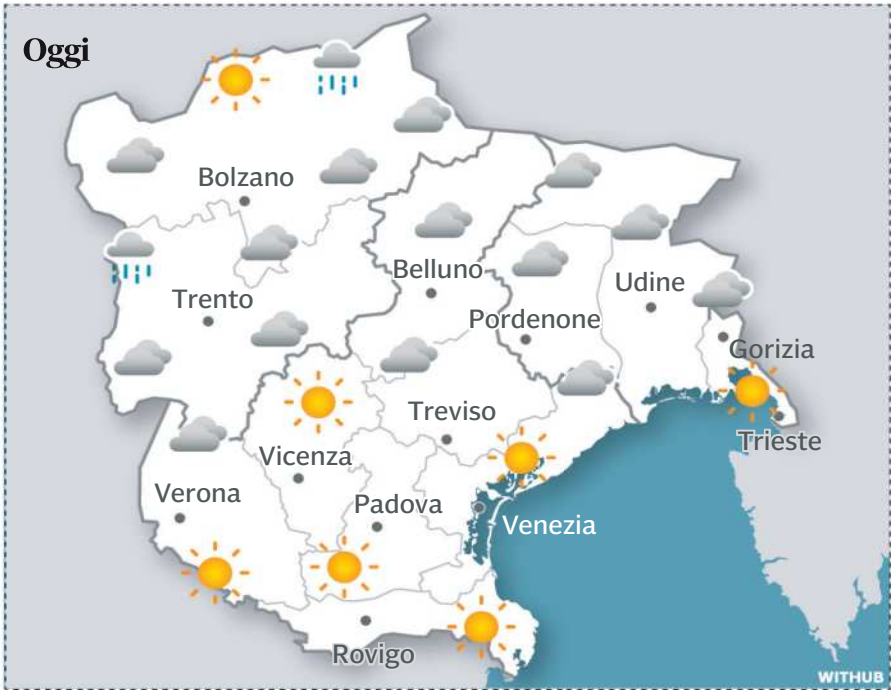 Oggi
Bolzano
Belluno
Udine
Trento
Pordenone
Gorizia
Treviso
Trieste
Vicenza
Verona
Padova
Venezia
Rovigo
WITHUB